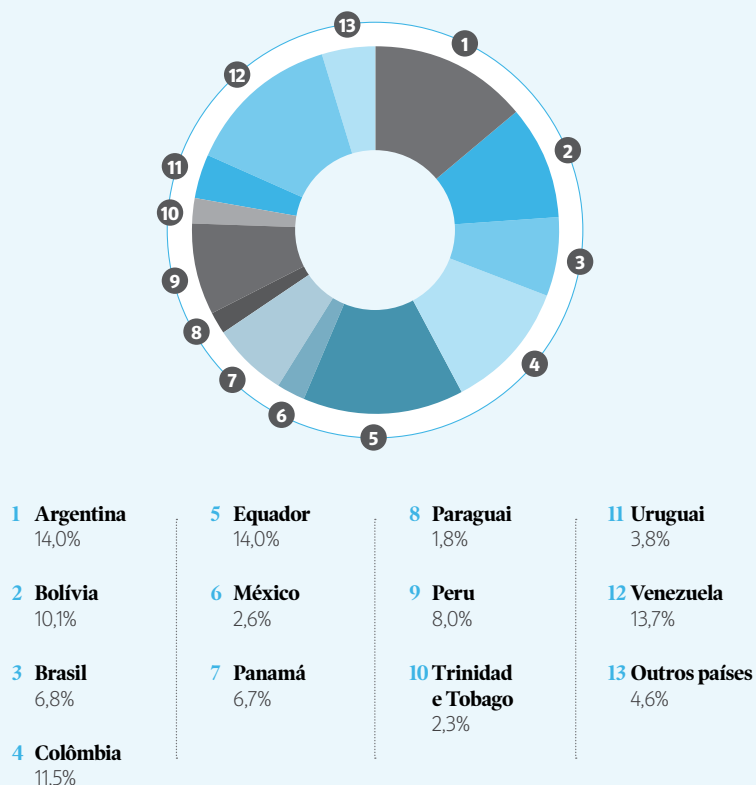 13
1
12
2
11
10
3
9
8
4
7
6
5
1 Argentina
14,0%
2 Bolívia
10,1%
3 Brasil
6,8%
4 Colômbia
11,5%
5 Equador
14,0%
6 México
2,6%
7 Panamá
6,7%
8 Paraguai
1,8%
9 Peru
8,0%
10 Trinidad
e Tobago
2,3%
11 Uruguai
3,8%
12 Venezuela
13,7%
13 Outros países
4,6%